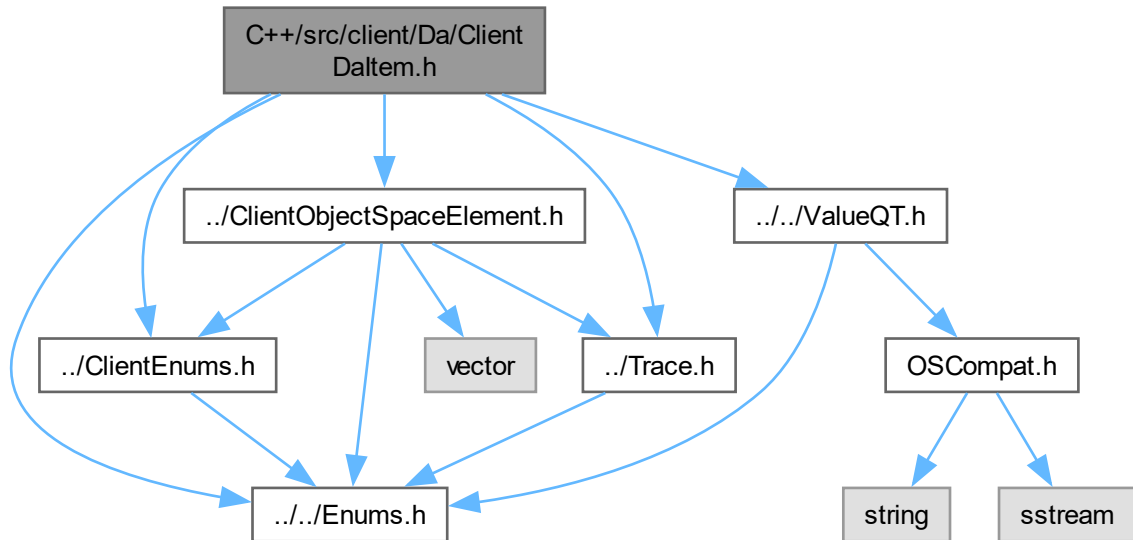 C++/src/client/Da/Client
DaItem.h
../ClientObjectSpaceElement.h
../../ValueQT.h
../ClientEnums.h
vector
../Trace.h
OSCompat.h
../../Enums.h
string
sstream